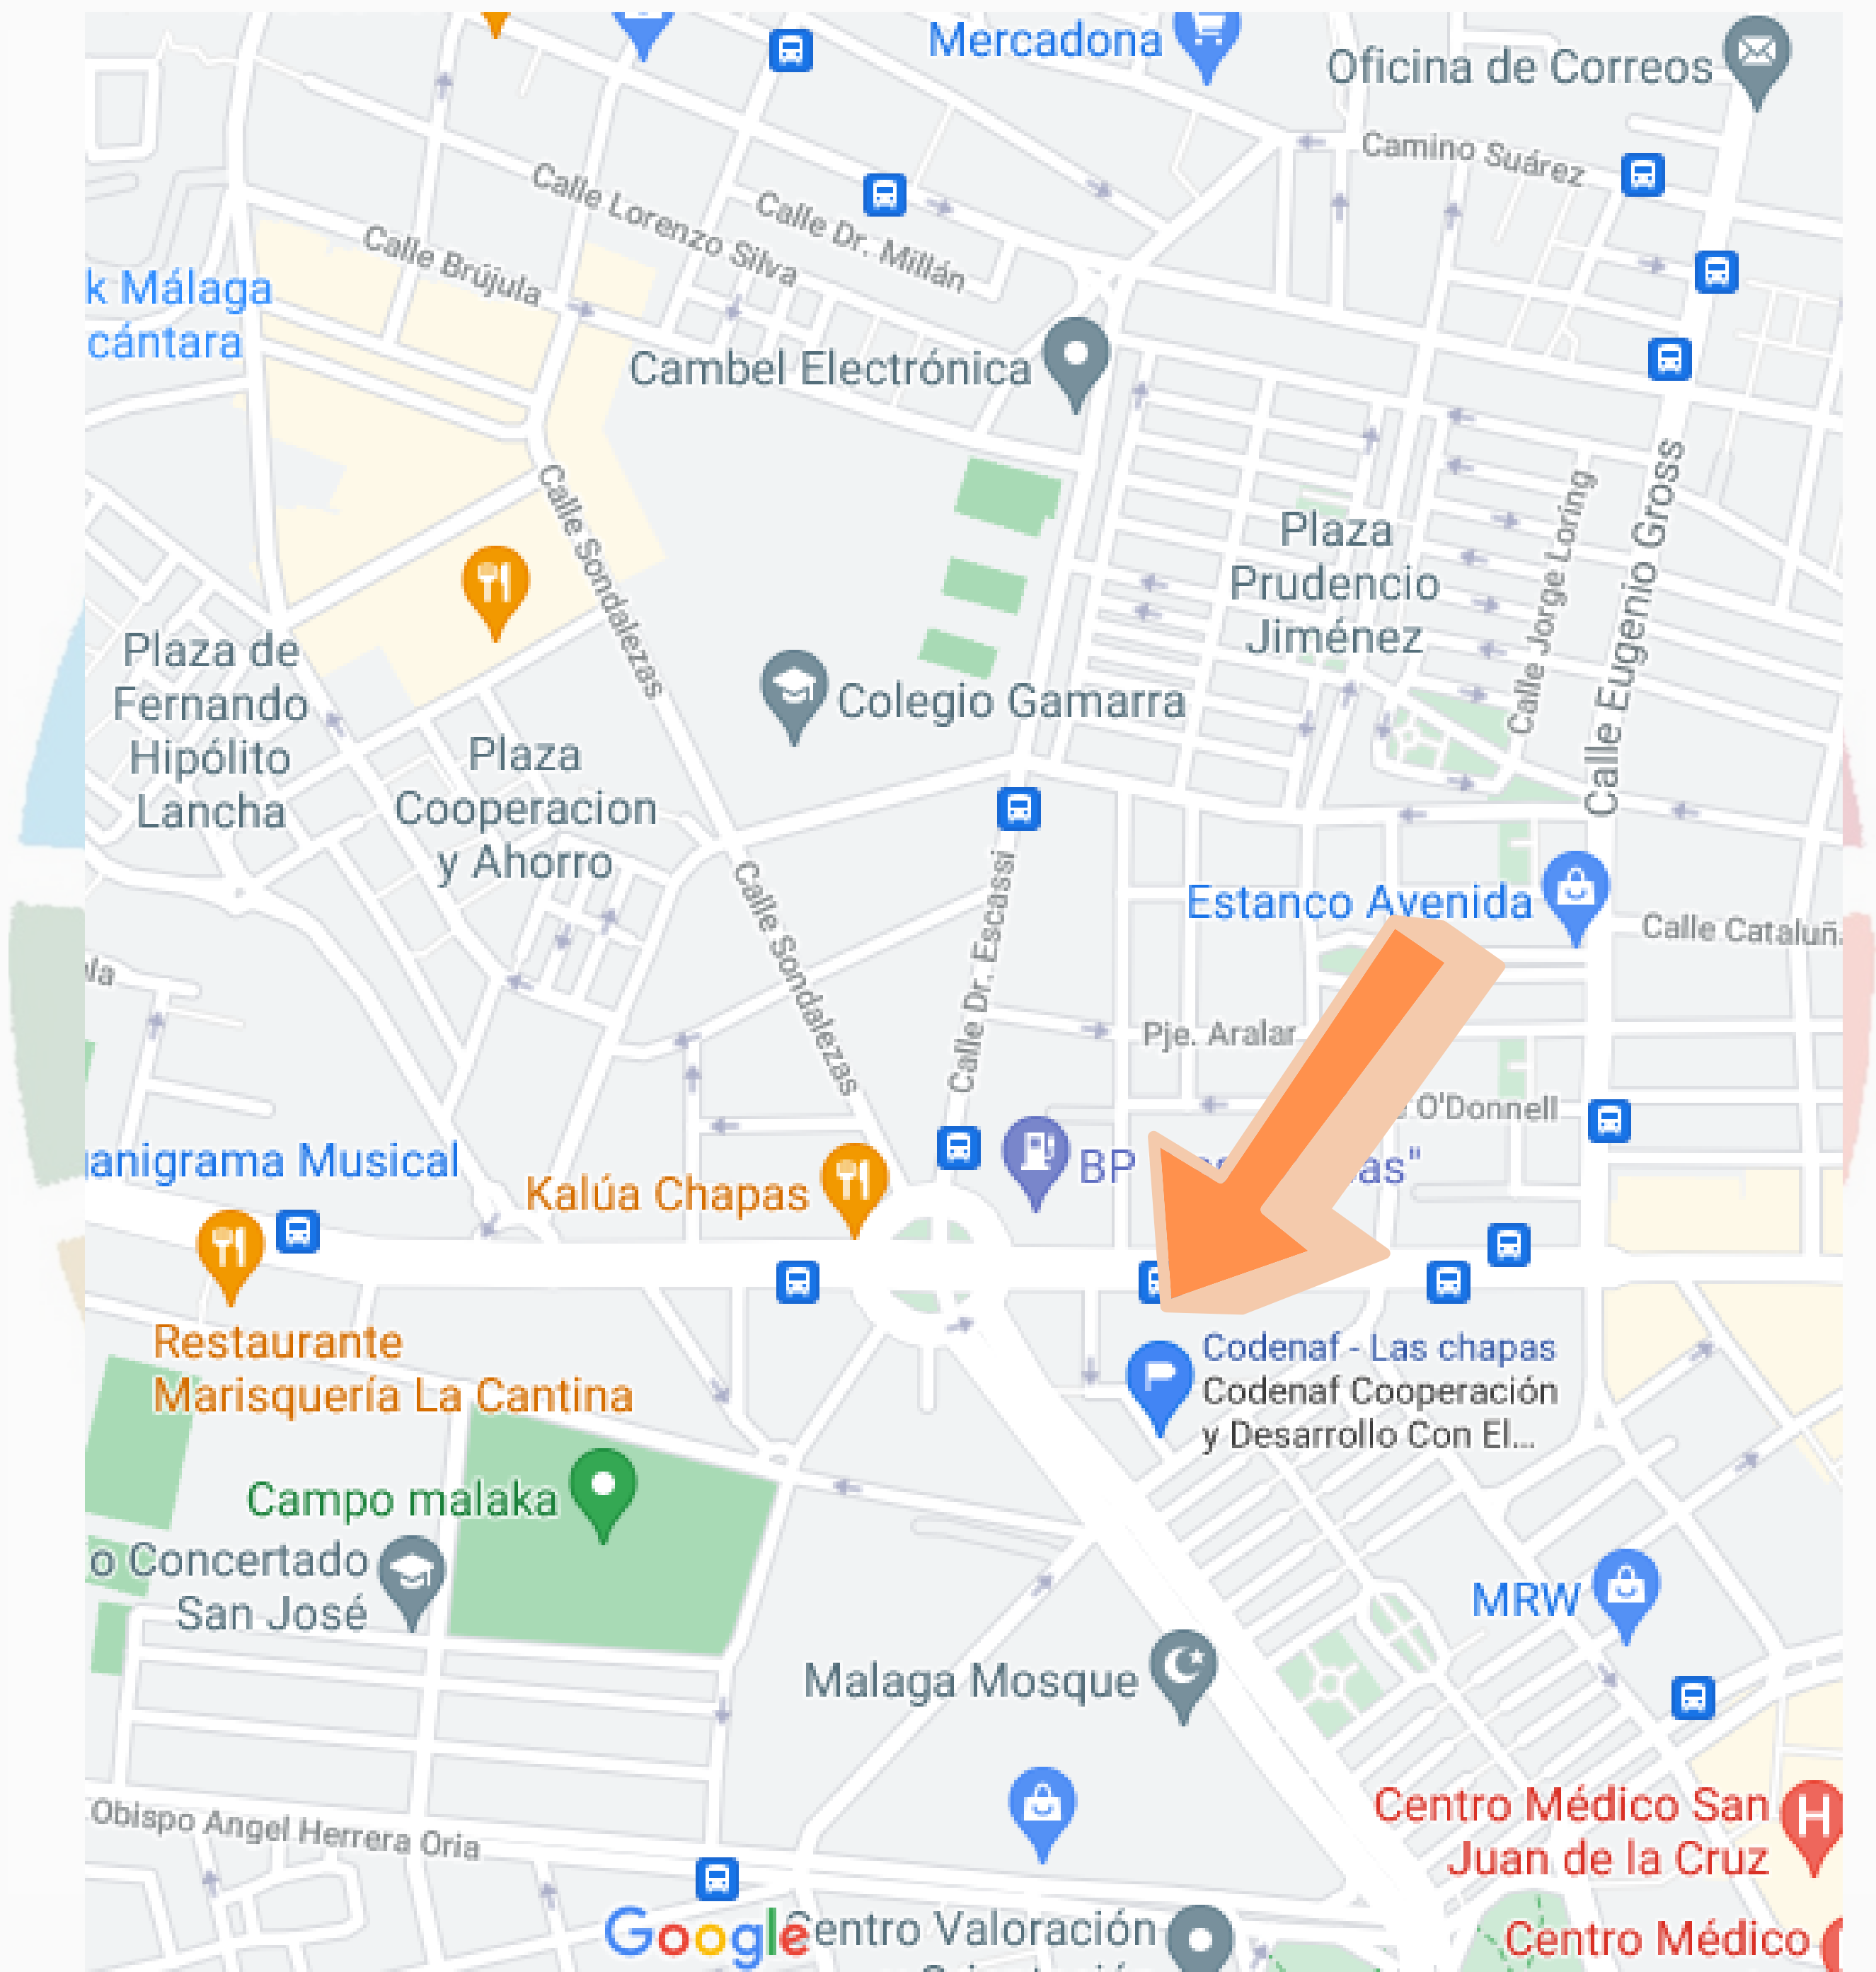 Mercadona
Oficina de Correos
Camino Suárez
Calle Lorenzo Silva
Calle Dr. Millán
Calle Brújula
k Málaga
cántara
Cambel Electrónica
Calle Sondalezas
Plaza
Prudencio
Jiménez
Calle Jorge Loring
Calle Eugenio Gross
Plaza de
Fernando
Hipólito
Lancha
Colegio Gamarra
Plaza
Cooperacion
y Ahorro
Calle Sondalezas
Calle Dr. Escassi
Estanco Avenida
Calle Cataluñ
la
Pje. Aralar
O'Donnell
anigrama Musical
Kalúa Chapas
BP
as"
Restaurante
Marisquería La Cantina
Codenaf - Las chapas
Codenaf Cooperación
y Desarrollo Con El...
Campo malaka
o Concertado
San José
MRW
Malaga Mosque
Obispo Angel Herrera Oria
Centro Médico San
Juan de la Cruz
Google
entro Valoración
Centro Médico